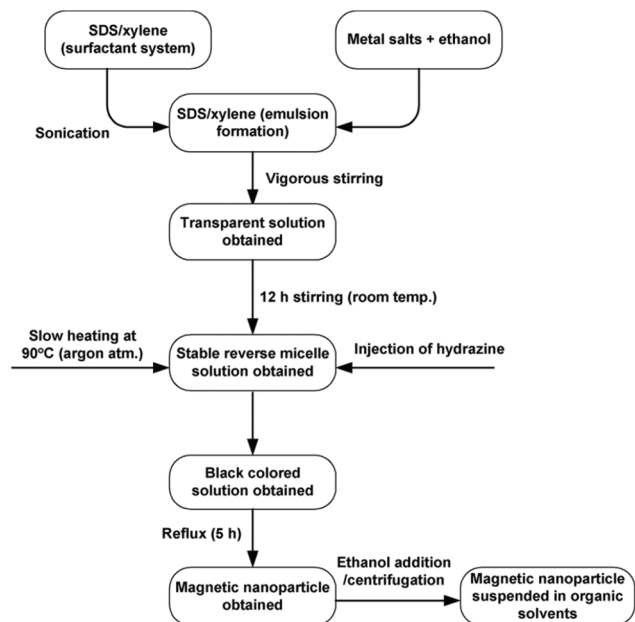 SDS/xylene
(surfactant system)
Metal salts + ethanol
Sonication
SDS/xylene (emulsion
formation)
Vigorous stirring
Transparent solution
obtained
12 h stirring (room temp.)
Slow heating at
90°C (argon atm.)
Stable reverse micelle
solution obtained
Injection of hydrazine
Black colored
solution obtained
Reflux (5 h)
Magnetic nanoparticle
obtained
Ethanol addition
/centrifugation
Magnetic nanoparticle
suspended in organic
solvents